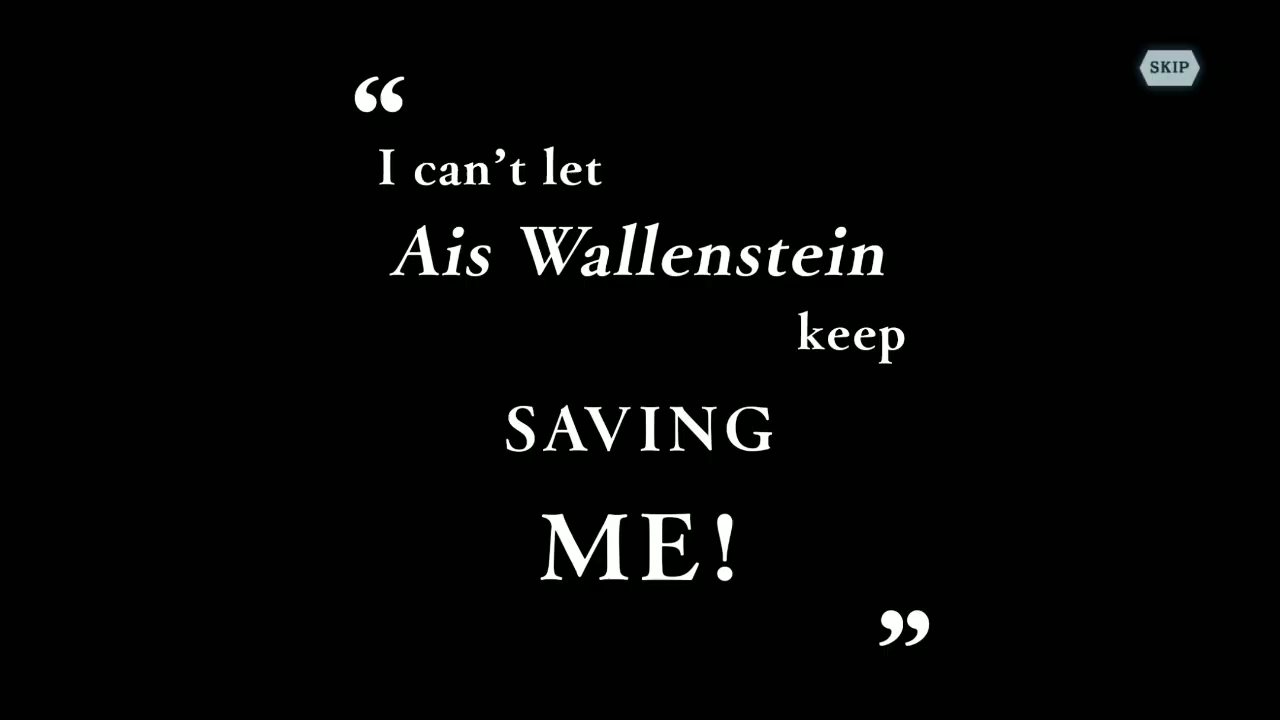 SKIP
“
I can’t let
Ais Wallenstein
keep
SAVING
ME!
”